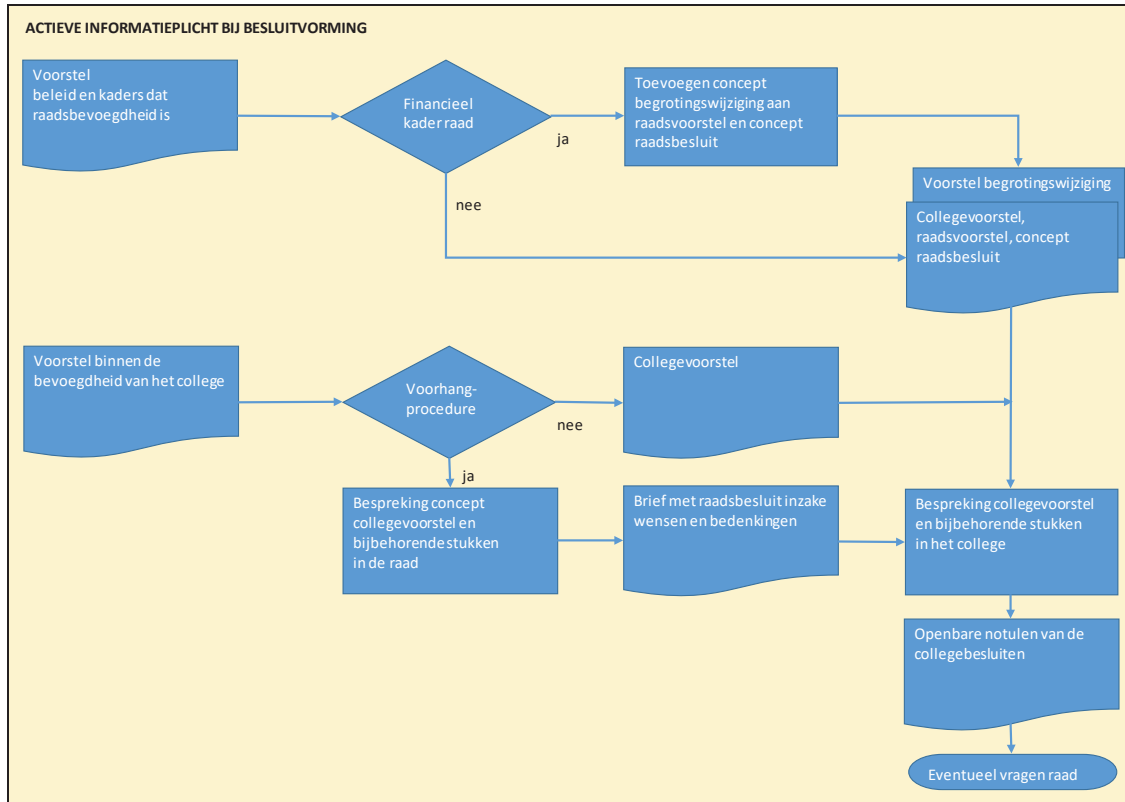 ACTIEVE INFORMATIEPLICHT BIJ BESLUITVORMING
Voorstel
beleid en kaders dat
raadsbevoegdheid is
Financieel
kader raad
ja
nee
Toevoegen concept
begrotingswijziging aan
raadsvoorstel en concept
raadsbesluit
Voorstel begrotingswijziging
Collegevoorstel,
raadsvoorstel, concept
raadsbesluit
Voorstel binnen de
bevoegdheid van het college
Voorhang-
procedure
nee
ja
Collegevoorstel
Bespreking concept
collegevoorstel en
bijbehorende stukken
in de raad
Brief met raadsbesluit inzake
wensen en bedenkingen
Bespreking collegevoorstel
en bijbehorende stukken
in het college
Openbare notulen van de
collegebesluiten
Eventueel vragen raad